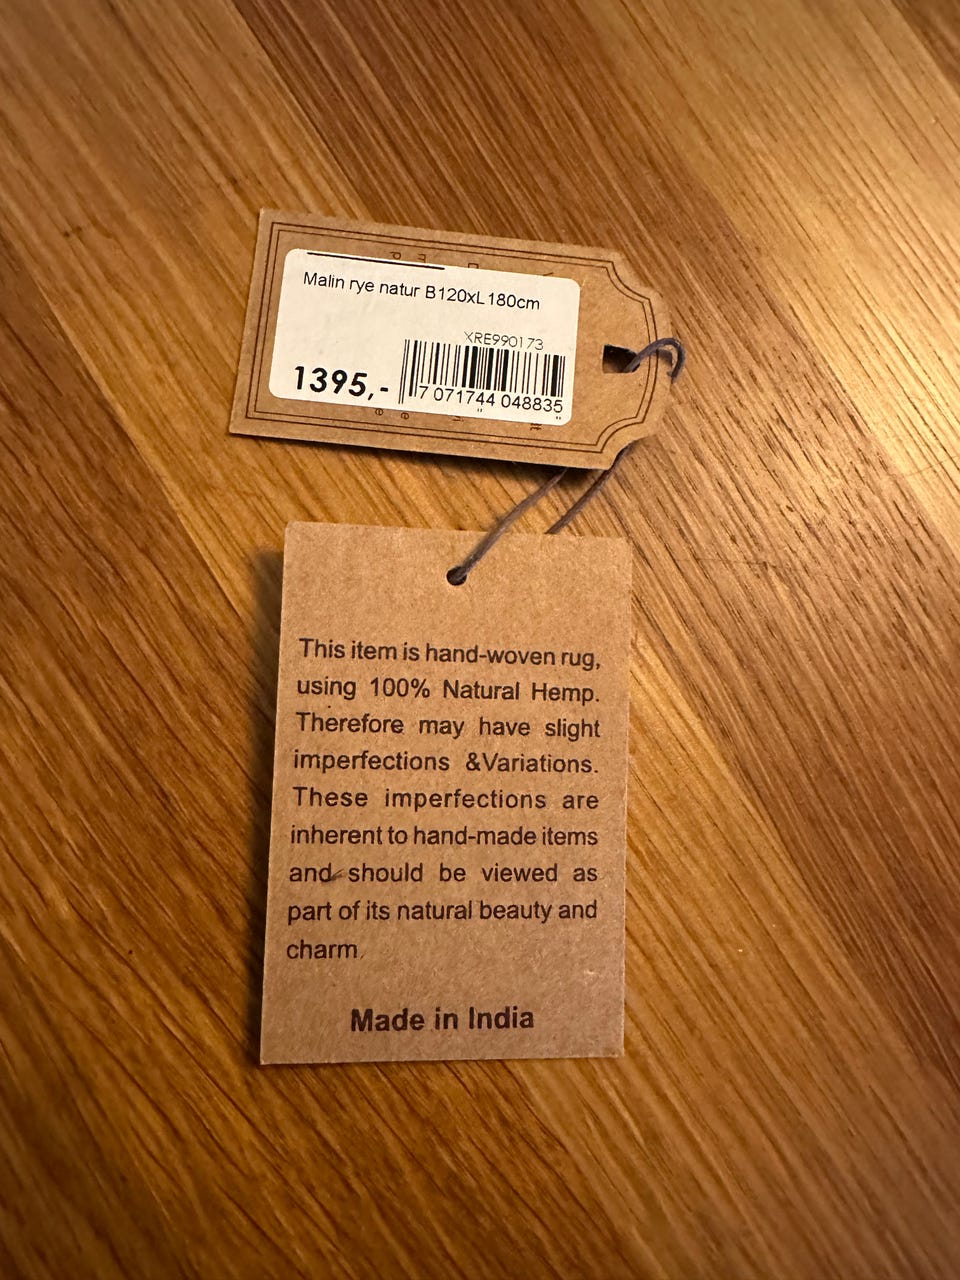 Malin rye natur B120xL180cm
XRE990173
1395,-
7 071744 048835
This item is hand-woven rug,
using 100% Natural Hemp.
Therefore may have slight
imperfections &Variations.
These imperfections are
inherent to hand-made items
and should be viewed as
part of its natural beauty and
charm.
Made in India